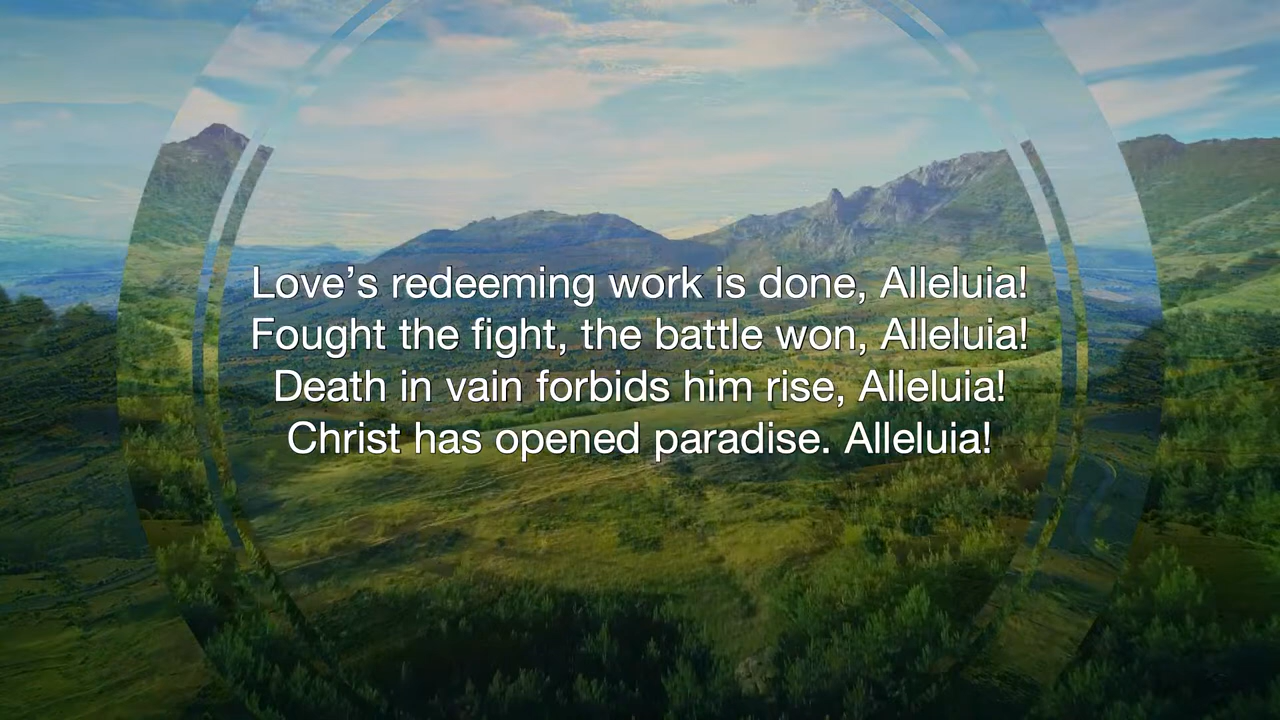 Love’s redeeming work is done, Alleluia!
Fought the fight, the battle won, Alleluia!
Death in vain forbids him rise, Alleluia!
Christ has opened paradise. Alleluia!